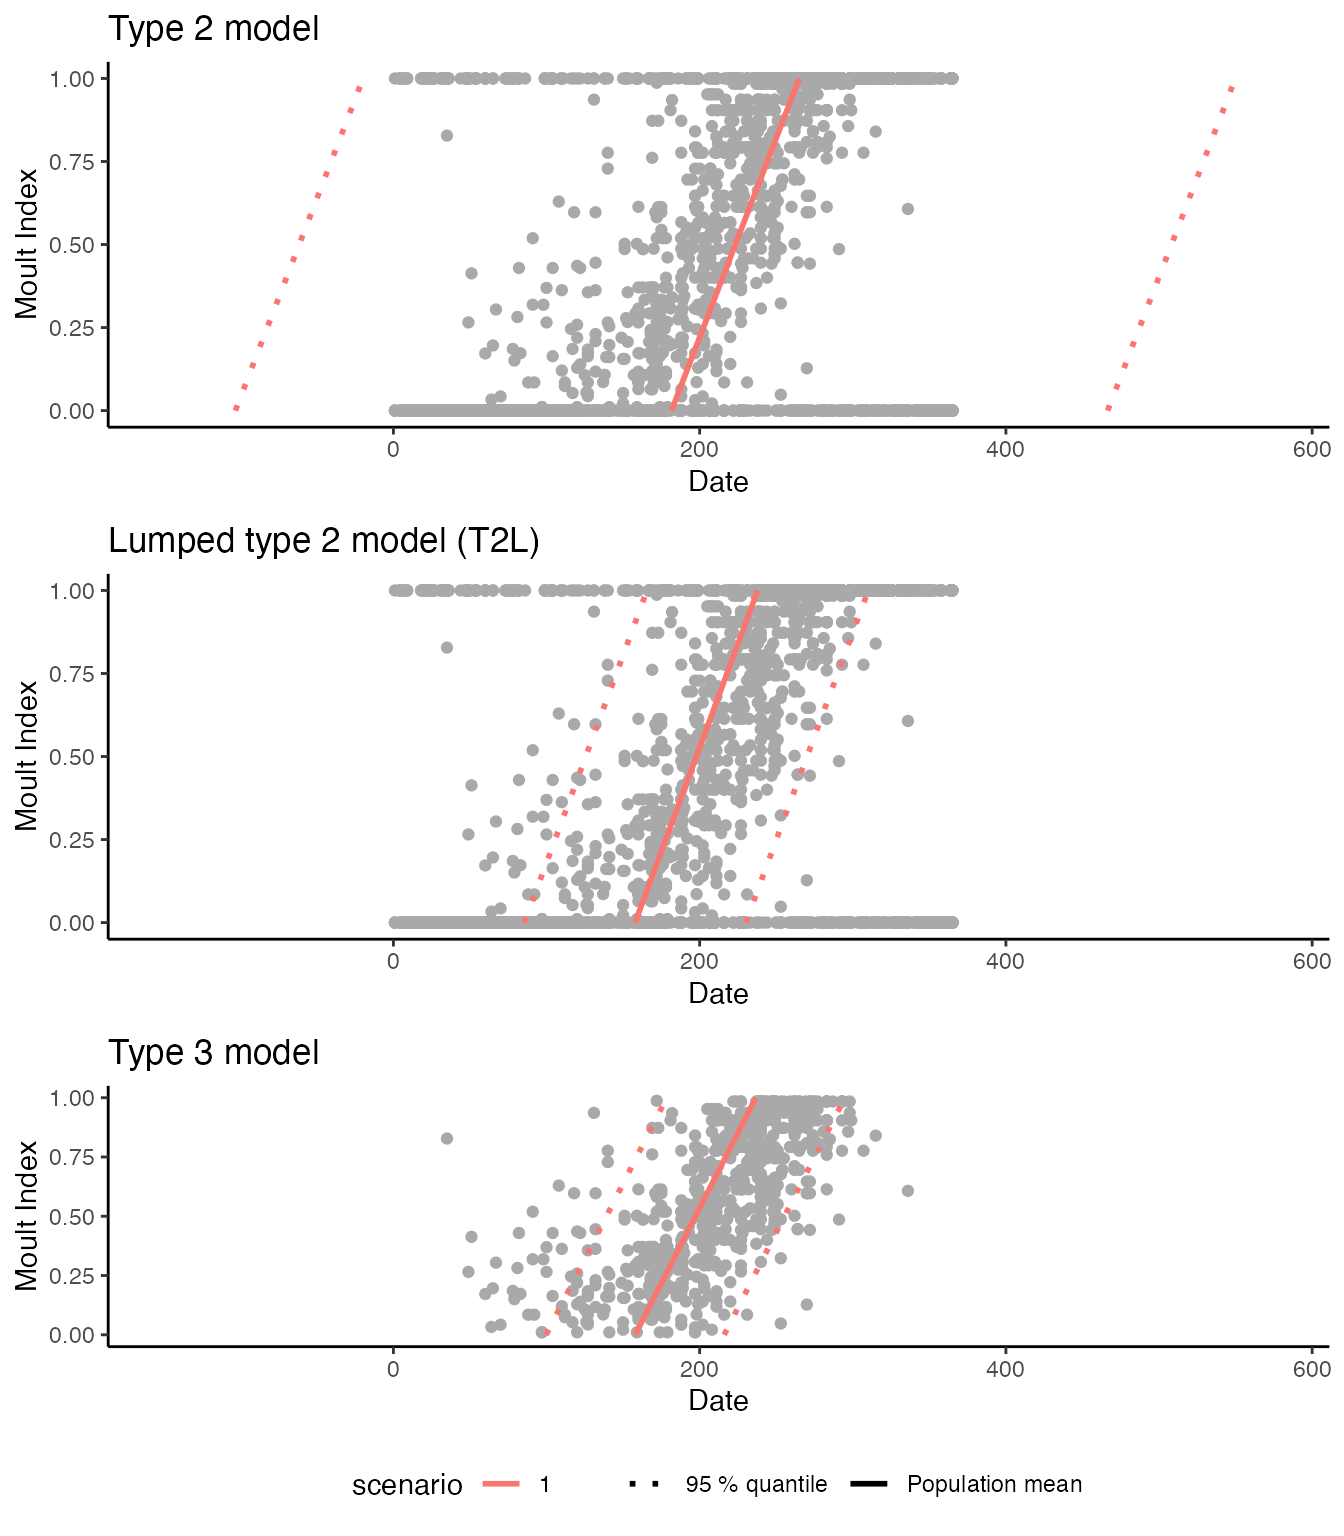 Type 2 model
1.00
0.75
0.50
0.25
0.00
Moult Index
0 200 400 600
Date
Lumped type 2 model (T2L)
1.00
0.75
0.50
0.25
0.00
Moult Index
0 200 400 600
Date
Type 3 model
1.00
0.75
0.50
0.25
0.00
Moult Index
0 200 400 600
Date
scenario 1 95 % quantile Population mean